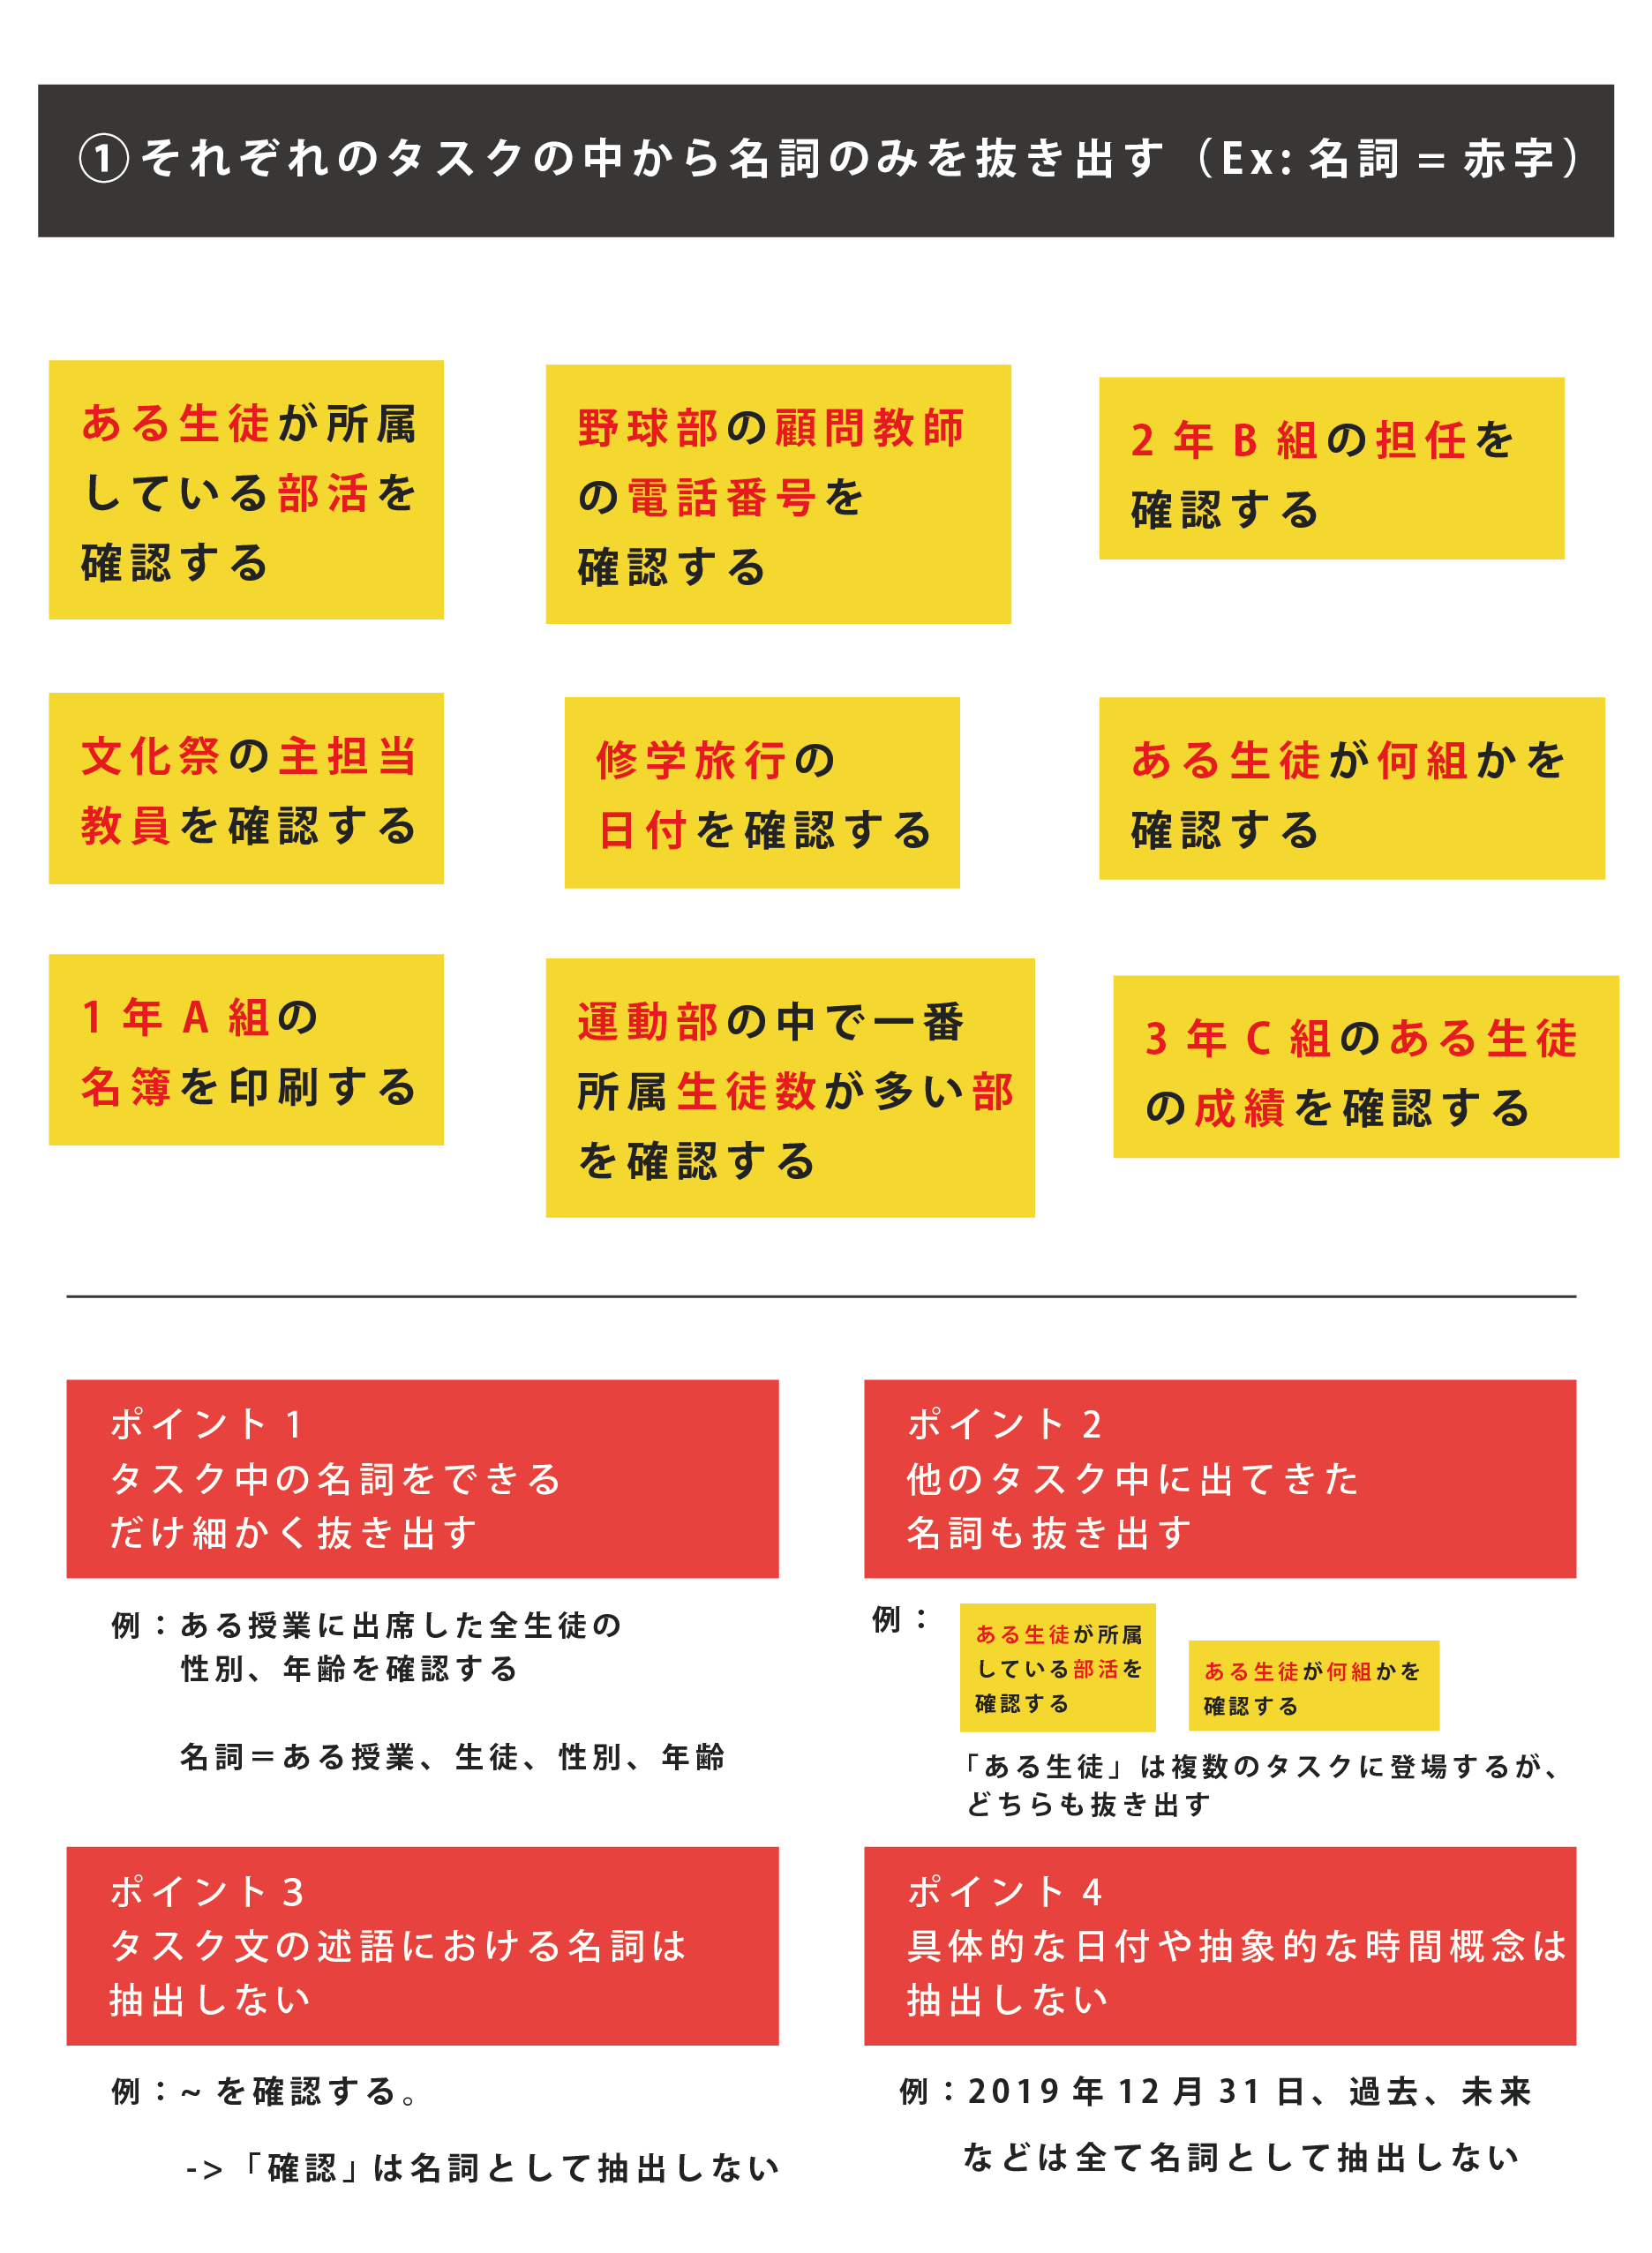 ①それぞれのタスクの中から名詞のみを抜き出す（Ex: 名詞 = 赤字）
ある生徒が所属
している部活を
確認する
野球部の顧問教師
の電話番号を
確認する
2年B組の担任を
確認する
文化祭の主担当
教員を確認する
修学旅行の
日付を確認する
ある生徒が何組かを
確認する
1年A組の
名簿を印刷する
運動部の中で一番
所属生徒数が多い部
を確認する
3年C組のある生徒
の成績を確認する
ポイント1
タスク中の名詞をできる
だけ細かく抜き出す
例：ある授業に出席した全生徒の
性別、年齢を確認する
名詞＝ある授業、生徒、性別、年齢
ポイント2
他のタスク中に出てきた
名詞も抜き出す
例：
ある生徒が所属
している部活を
確認する
ある生徒が何組かを
確認する
「ある生徒」は複数のタスクに登場するが、
どちらも抜き出す
ポイント3
タスク文の述語における名詞は
抽出しない
例：~を確認する。
->「確認」は名詞として抽出しない
ポイント4
具体的な日付や抽象的な時間概念は
抽出しない
例：2019年12月31日、過去、未来
などは全て名詞として抽出しない